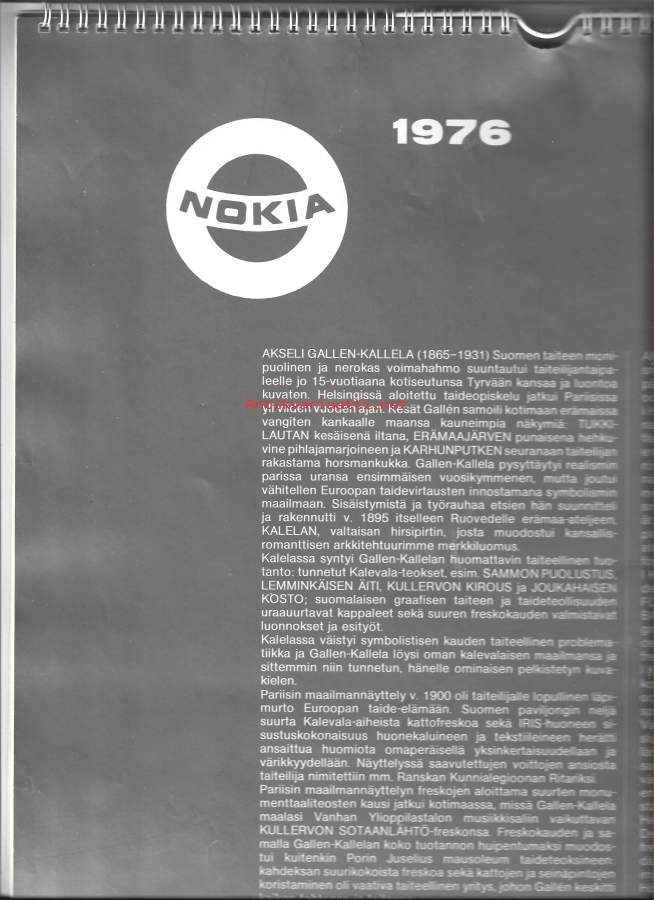 1976
NOKIA
AKSELI GALLEN-KALLELA (1865–1931) Suomen taiteen moni-
puolinen ja nerokas voimahahmo suuntautui taiteilijantaipa-
leelle jo 15-vuotiaana kotiseutunsa Tyrvään kansaa ja luontoa
kuvaten. Helsingissä aloitettu taideopiskelu jatkui Pariisissa
yli viiden vuoden ajan. Kesät Gallén samoili kotimaan erämaissa
vangiten kankaalle maansa kauneimpia näkymiä: TUKKI-
LAUTAN kesäisenä iltana, ERÄMAAJÄRVEN punaisena hehku-
vine pihlajamarjoineen ja KARHUNPUTKEN seuranaan taiteilijan
rakastama horsmankukka. Gallen-Kallela pysyttäytyi realismin
parissa uransa ensimmäisen vuosikymmenen, mutta joutui
vähitellen Euroopan taidevirtausten innostamana symbolismin
maailmaan. Sisäistymistä ja työrauhaa etsien hän suunnitteli
ja rakennutti v. 1895 itselleen Ruovedelle erämaa-ateljeen,
KALELAN, valtaisan hirsipirtin, josta muodostui kansallis-
romanttisen arkkitehtuurimme merkkiluomus.
Kalelassa syntyi Gallen-Kallelan huomattavin taiteellinen tuo-
tanto: tunnetut Kalevala-teokset, esim. SAMMON PUOLUSTUS,
LEMMINKÄISEN ÄITI, KULLERVON KIROUS ja JOUKAHAISEN
KOSTO; suomalaisen graafisen taiteen ja taideteollisuuden
uraauurtavat kappaleet sekä suuren freskokauden valmistavat
luonnokset ja esityöt.
Kalelassa väistyi symbolistisen kauden taiteellinen problema-
tiikka ja Gallen-Kallela löysi oman kalevalaisen maailmansa ja
sittemmin niin tunnetun, hänelle ominaisen pelkistetyn kuva-
kielen.
Pariisin maailmannäyttely v. 1900 oli taiteilijalle lopullinen läpi-
murto Euroopan taide-elämään. Suomen paviljongin neljä
suurta Kalevala-aiheista kattofreskoa sekä IRIS-huoneen si-
sustuskokonaisuus huonekaluineen ja tekstiileineen herätti
ansaittua huomiota omaperäisellä yksinkertaisuudellaan ja
värikkyydellään. Näyttelyssä saavutettujen voittojen ansiosta
taiteilija nimitettiin mm. Ranskan Kunnialegioonan Ritariksi.
Pariisin maailmannäyttelyn freskojen aloittama suurten monu-
menttaaliteosten kausi jatkui kotimaassa, missä Gallen-Kallela
maalasi Vanhan Ylioppilastalon musiikkisaliin vaikuttavan
KULLERVON SOTAANLÄHTÖ-freskonsa. Freskokauden ja sa-
malla Gallen-Kallelan koko tuotannon huipentumaksi muodos-
tui kuitenkin Porin Juselius mausoleum taideteoksineen:
kahdeksan suurikokoista freskoa sekä kattojen ja seinäpintojen
koristaminen oli vaativa taiteellinen yritys, johon Gallén keskitti